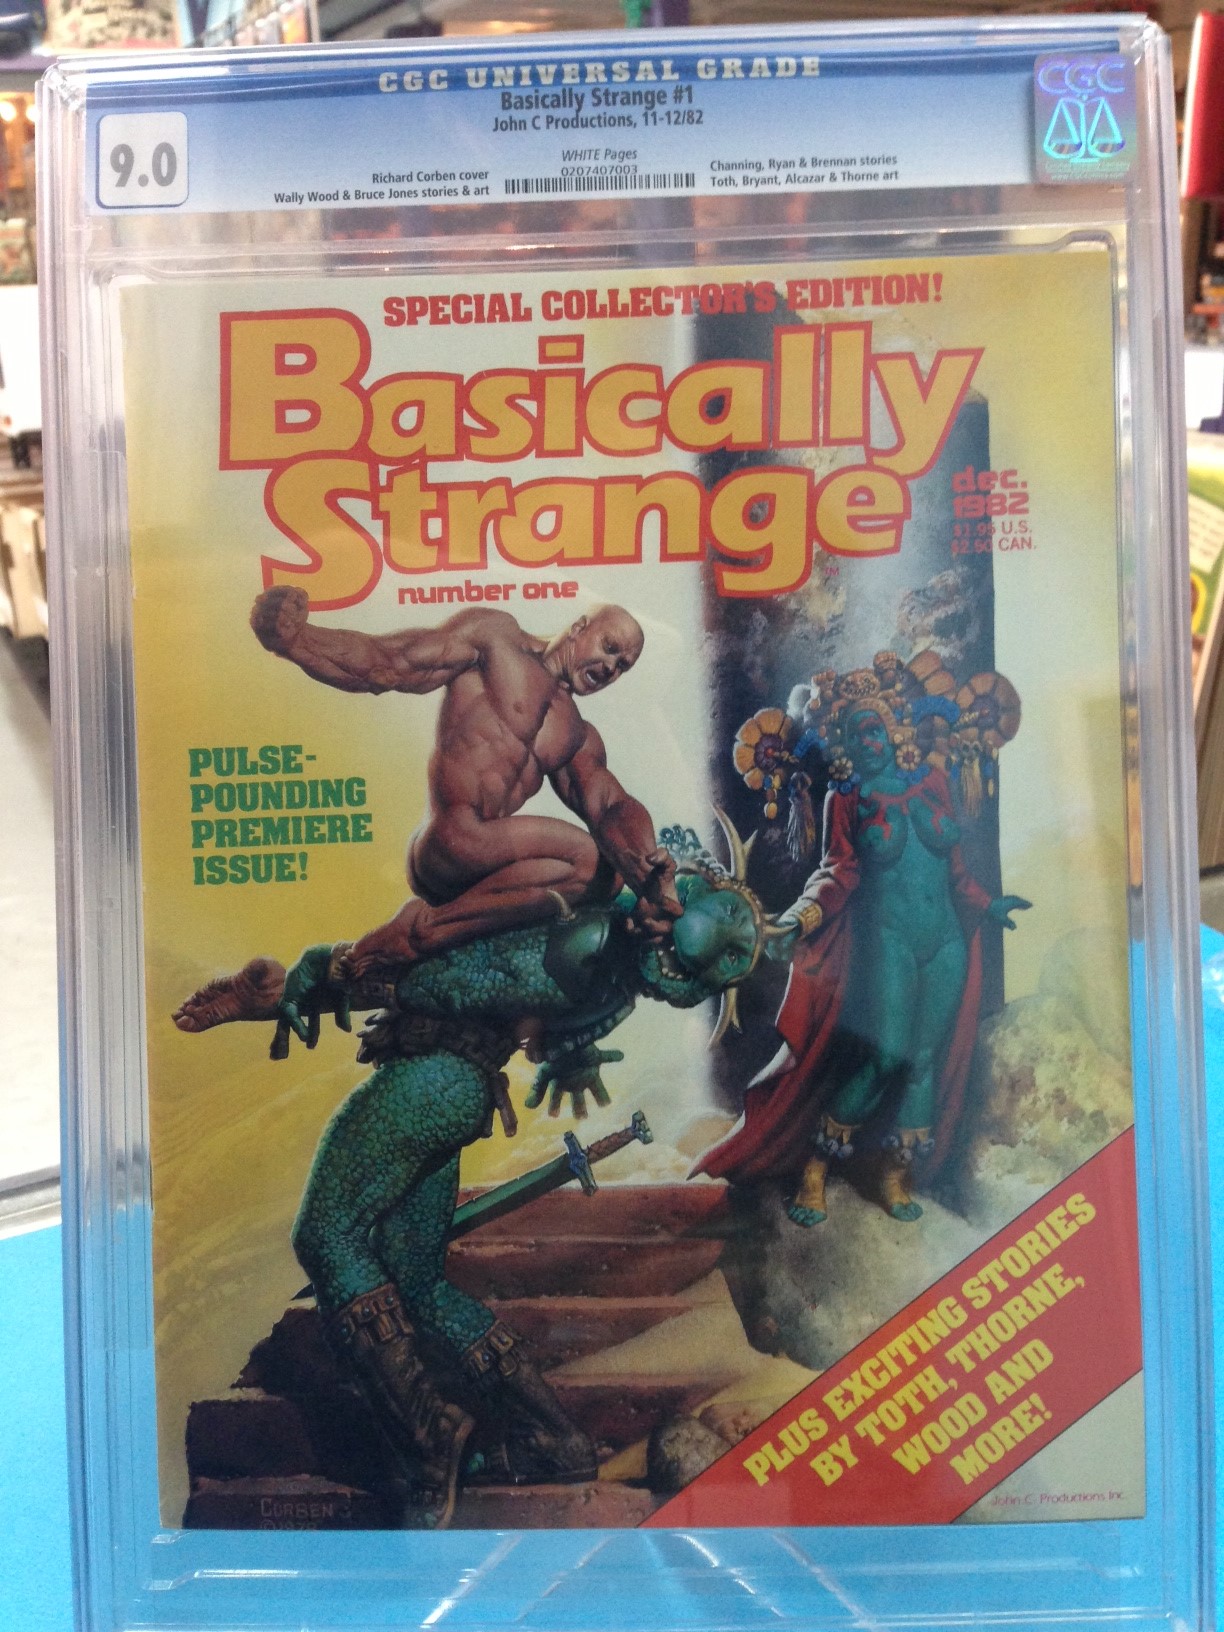 CGC UNIVERSAL GRADE
Basically Strange #1
John C Productions, 11-12/82
CGC
9.0
WHITE Pages
0207407003
Richard Corben cover
Wally Wood & Bruce Jones stories & art
Channing, Ryan & Brennan stories
Toth, Bryant, Alcazar & Thorne art
SPECIAL COLLECTOR'S EDITION!
Basically
Strange
TM
number one
dec.
1982
$1.95 U.S.
$2.50 CAN.
PULSE-
POUNDING
PREMIERE
ISSUE!
PLUS EXCITING STORIES
BY TOTH, THORNE,
WOOD AND
MORE!
John C Productions Inc.
CORBEN